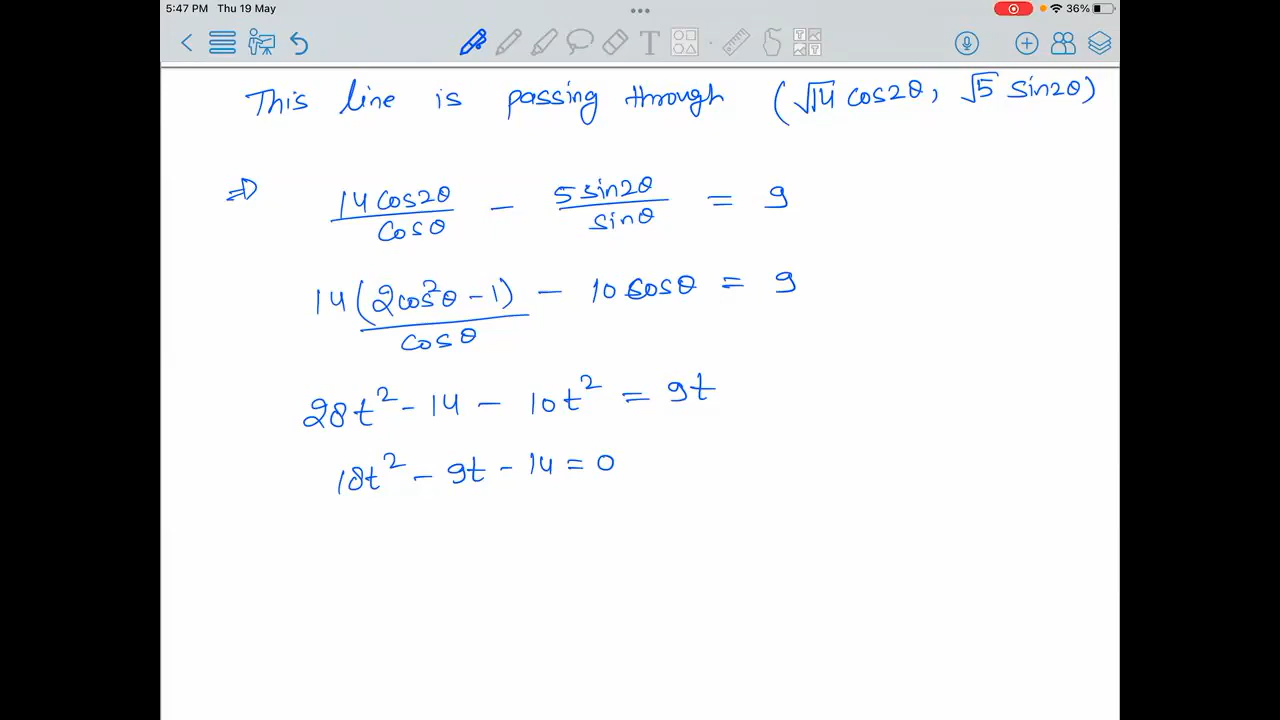 5:47 PM Thu 19 May 36%
This line is passing through (√14 cos2θ, √5 sin2θ)
⇒ 14cos2θ/cosθ - 5sin2θ/sinθ = 9
14(2cos²θ - 1)/cosθ - 10cosθ = 9
28t² - 14 - 10t² = 9t
18t² - 9t - 14 = 0